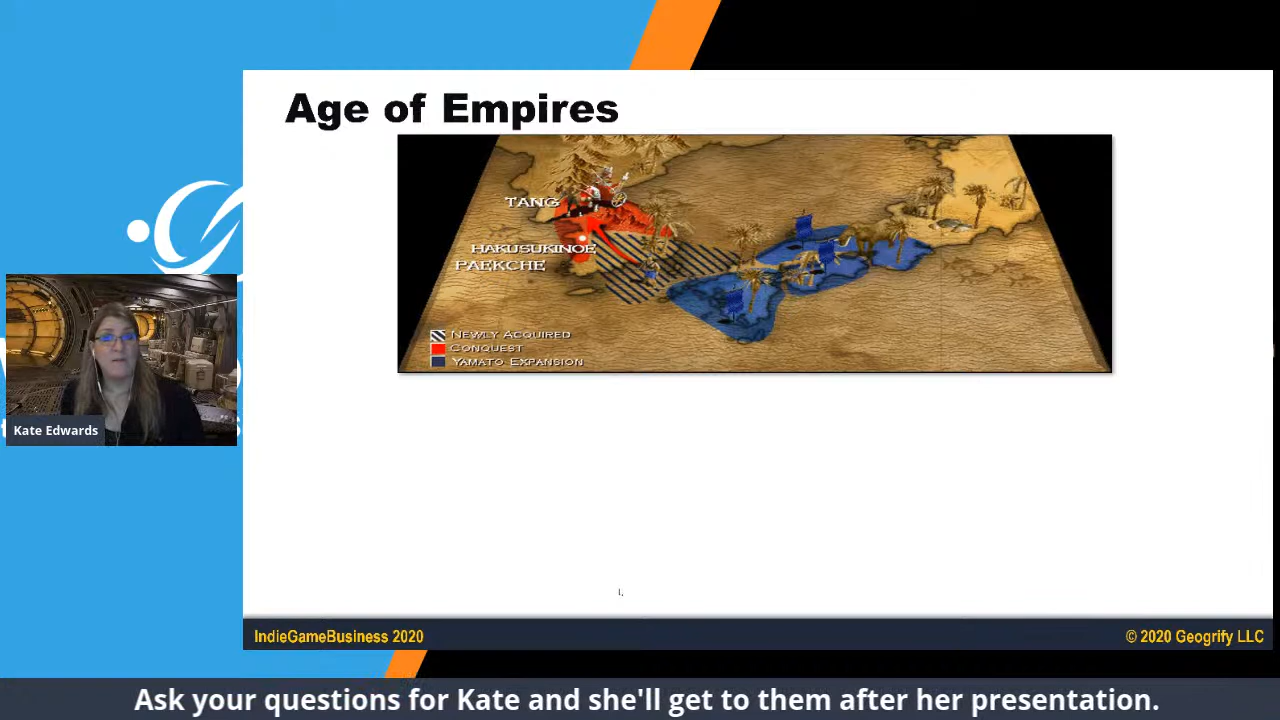 Age of Empires
TANG
HAKUSUKINOE
PAEKCHE
NEWLY ACQUIRED
CONQUEST
YAMATO EXPANSION
Kate Edwards
IndieGameBusiness 2020
© 2020 Geogrify LLC
Ask your questions for Kate and she'll get to them after her presentation.